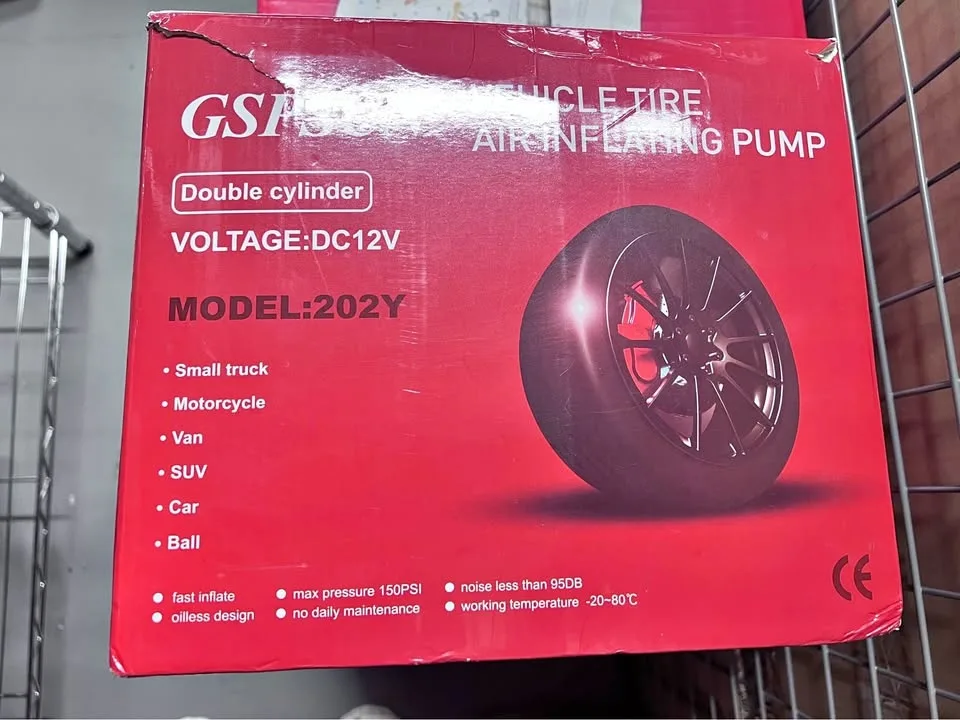 VEHICLE TIRE
AIR INFLATING PUMP
Double cylinder
VOLTAGE:DC12V
MODEL:202Y
• Small truck
• Motorcycle
• Van
• SUV
• Car
• Ball
● fast inflate
● oilless design
● max pressure 150PSI
● no daily maintenance
● noise less than 95DB
● working temperature -20~80℃
CE